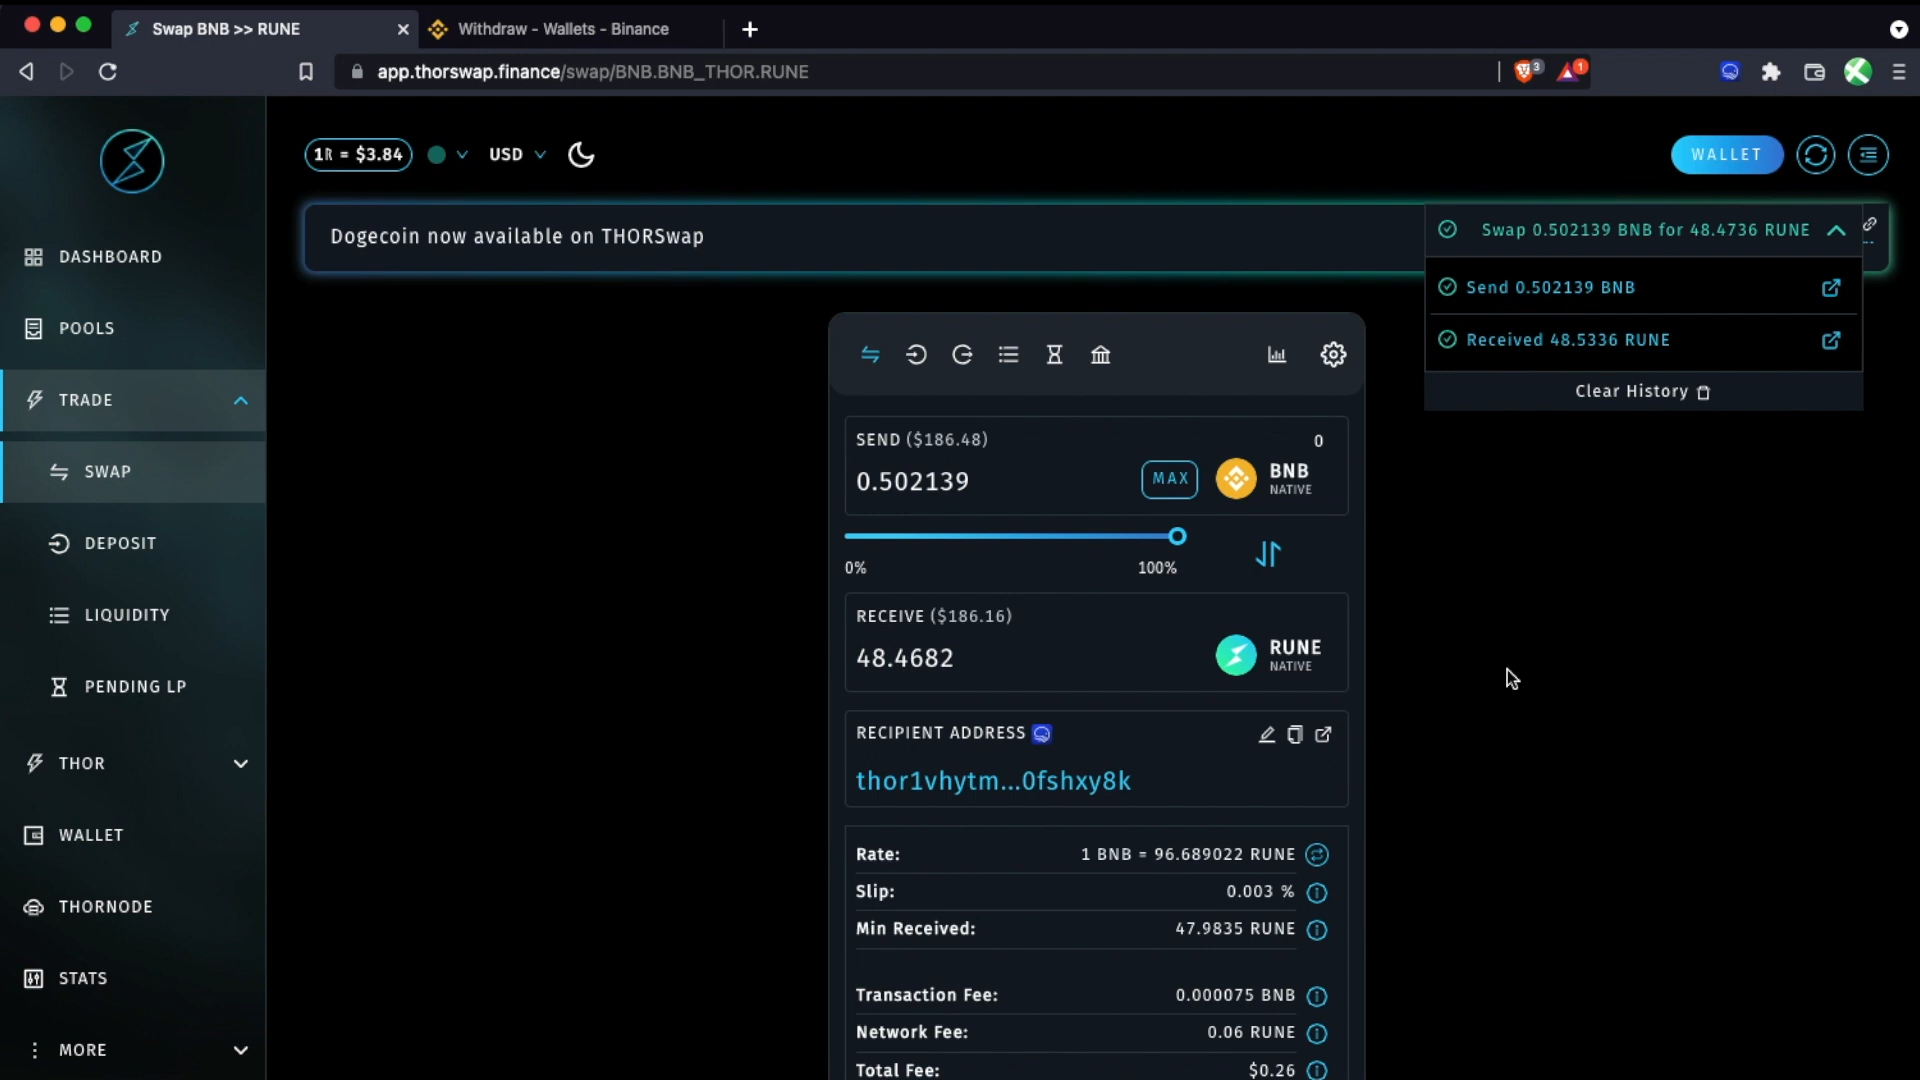 Swap BNB >> RUNE
Withdraw - Wallets - Binance
app.thorswap.finance/swap/BNB.BNB_THOR.RUNE
3
1
1R = $3.84
USD
WALLET
Dogecoin now available on THORSwap
Swap 0.502139 BNB for 48.4736 RUNE
Send 0.502139 BNB
Received 48.5336 RUNE
Clear History
DASHBOARD
POOLS
TRADE
SWAP
DEPOSIT
LIQUIDITY
PENDING LP
THOR
WALLET
THORNODE
STATS
MORE
SEND ($186.48)
0
0.502139
MAX
BNB
NATIVE
0%
100%
RECEIVE ($186.16)
48.4682
RUNE
NATIVE
RECIPIENT ADDRESS
thor1vhytm...0fshxy8k
Rate:
1 BNB = 96.689022 RUNE
Slip:
0.003 %
Min Received:
47.9835 RUNE
Transaction Fee:
0.000075 BNB
Network Fee:
0.06 RUNE
Total Fee:
$0.26